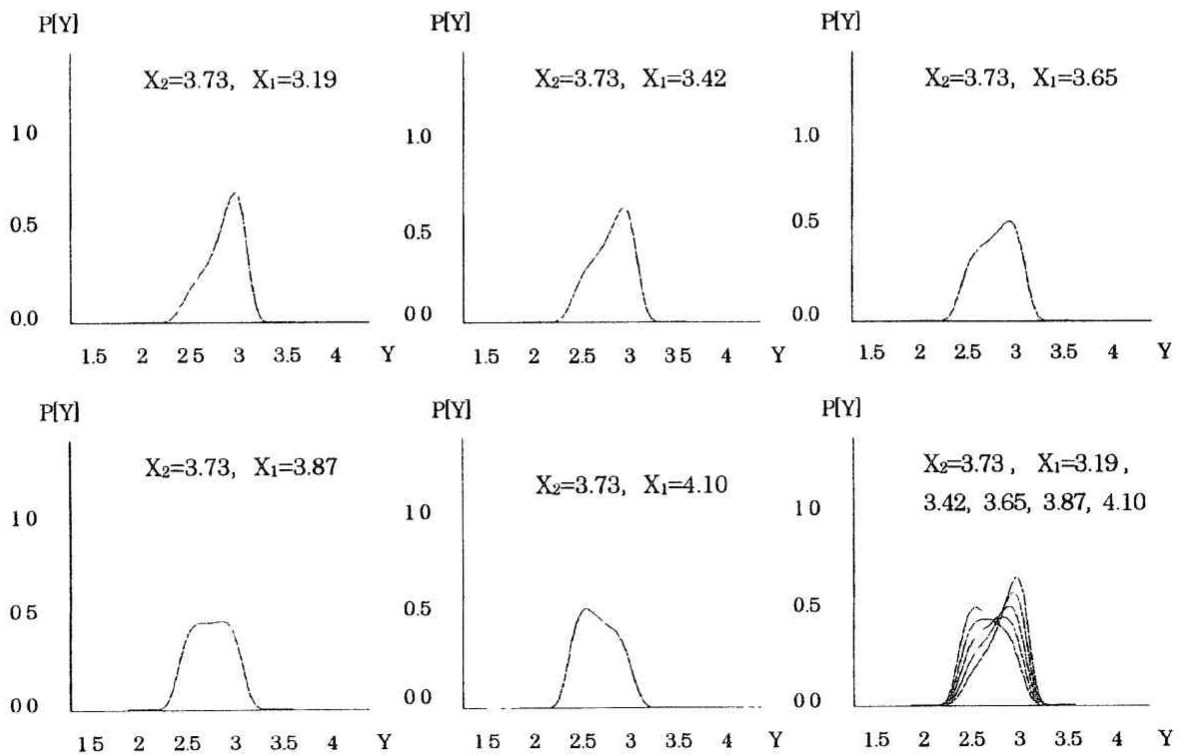 P[Y]
X₂=3.73, X₁=3.19
1 0
0.5
0.0
1.5 2 2.5 3 3.5 4 Y
P[Y]
X₂=3.73, X₁=3.42
1.0
0.5
0 0
1.5 2 2.5 3 3.5 4 Y
P[Y]
X₂=3.73, X₁=3.65
1.0
0.5
0.0
1.5 2 2.5 3 3.5 4 Y
P[Y]
X₂=3.73, X₁=3.87
1 0
0 5
0 0
1 5 2 2.5 3 3.5 4 Y
P[Y]
X₂=3.73, X₁=4.10
1 0
0 5
0 0
1 5 2 2.5 3 3.5 4 Y
P[Y]
X₂=3.73 , X₁=3.19 ,
3.42, 3.65, 3.87, 4.10
1 0
0 5
0 0
1.5 2 2.5 3 3.5 4 Y